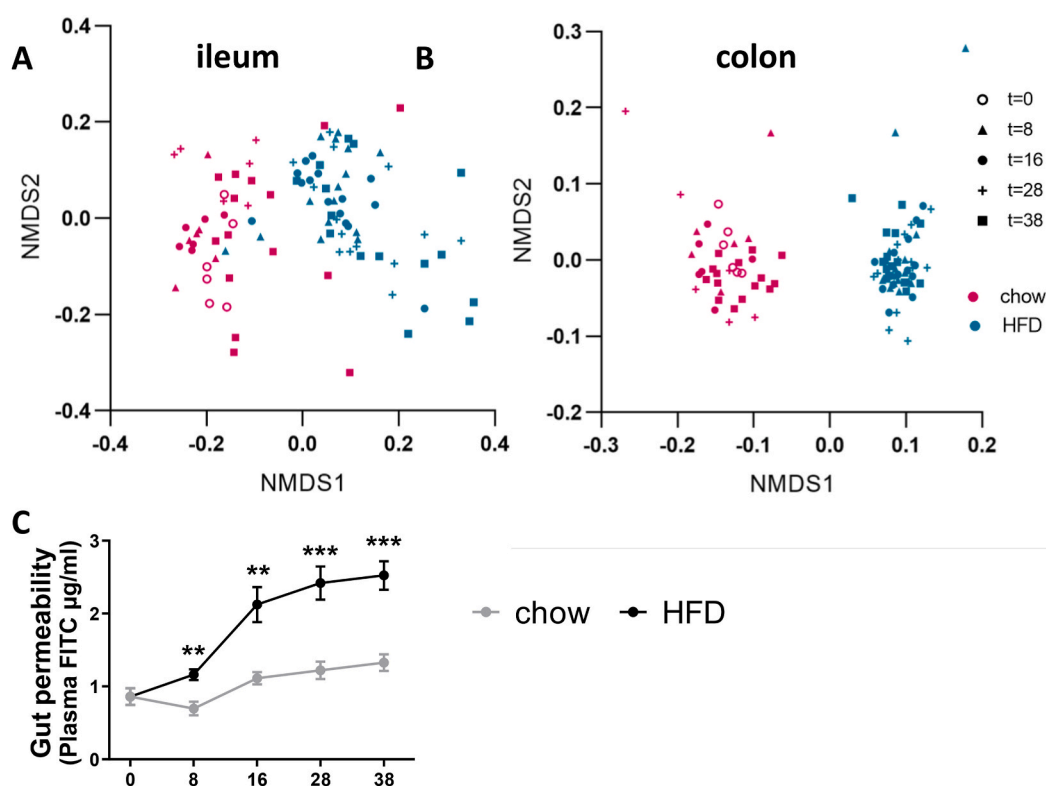 A
ileum
0.4
0.2
0.0
-0.2
-0.4
NMDS2
-0.4
-0.2
0.0
0.2
0.4
NMDS1
B
colon
0.3
0.2
0.1
0.0
-0.1
-0.2
NMDS2
-0.3
-0.2
-0.1
0.0
0.1
0.2
NMDS1
t=0
t=8
t=16
t=28
t=38
chow
HFD
C
Gut permeability
(Plasma FITC µg/ml)
3
2
1
0
**
**
***
***
0
8
16
28
38
chow
HFD